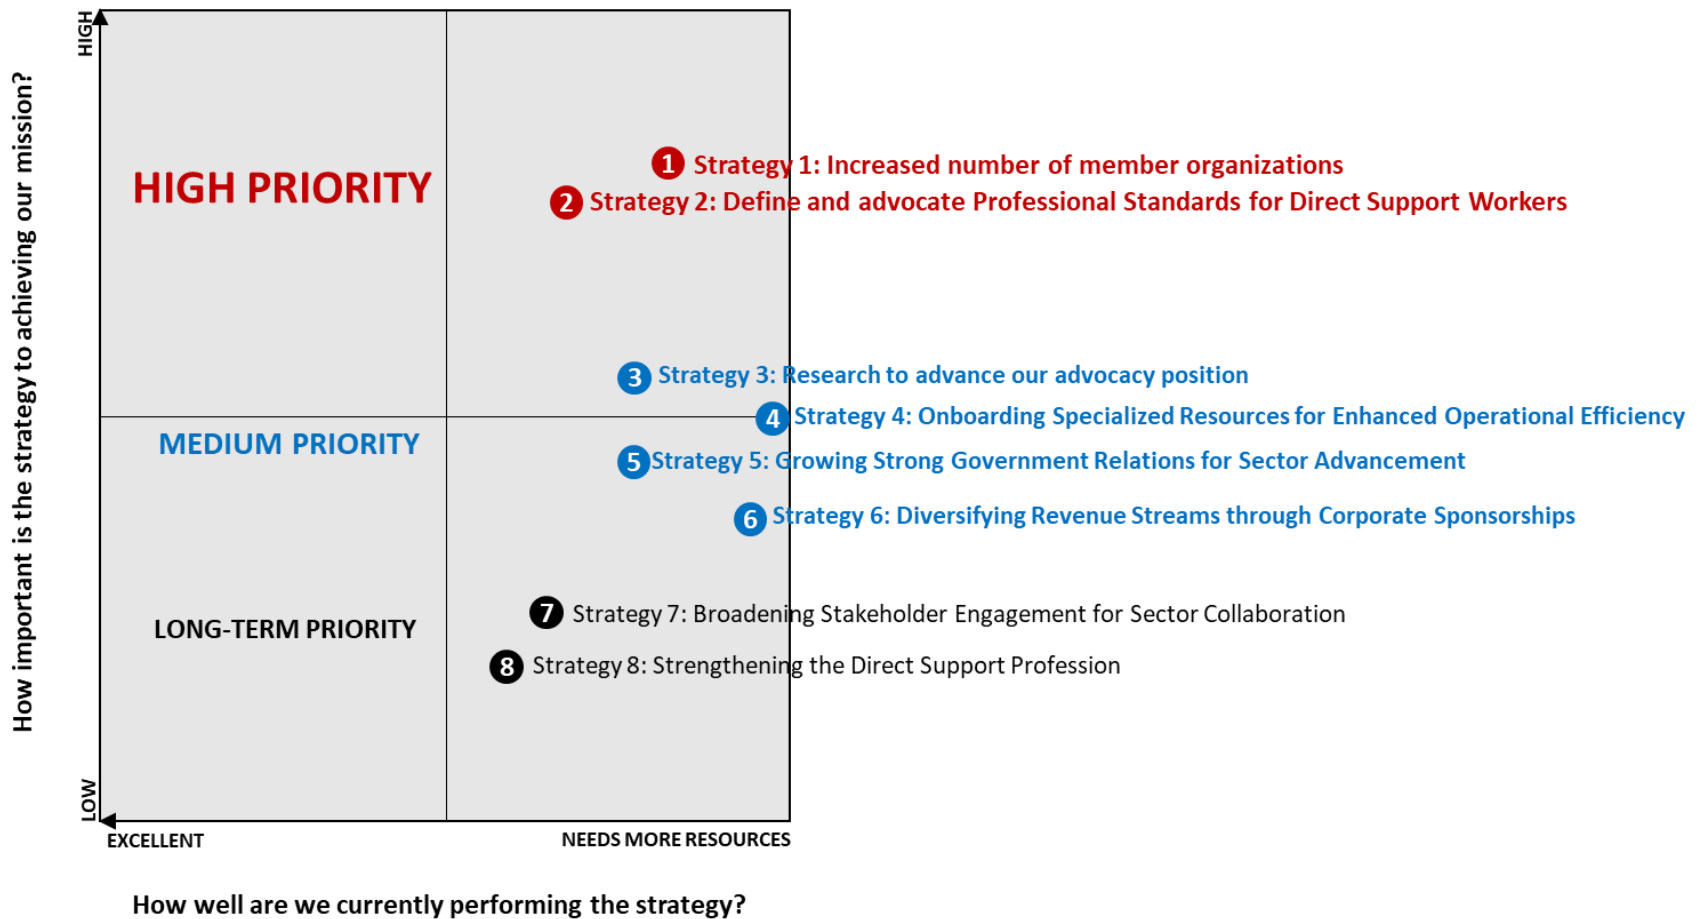 HIGH
How important is the strategy to achieving our mission?
HIGH PRIORITY
1 Strategy 1: Increased number of member organizations
2 Strategy 2: Define and advocate Professional Standards for Direct Support Workers
3 Strategy 3: Research to advance our advocacy position
4 Strategy 4: Onboarding Specialized Resources for Enhanced Operational Efficiency
MEDIUM PRIORITY
5 Strategy 5: Growing Strong Government Relations for Sector Advancement
6 Strategy 6: Diversifying Revenue Streams through Corporate Sponsorships
7 Strategy 7: Broadening Stakeholder Engagement for Sector Collaboration
LONG-TERM PRIORITY
8 Strategy 8: Strengthening the Direct Support Profession
LOW
EXCELLENT
NEEDS MORE RESOURCES
How well are we currently performing the strategy?